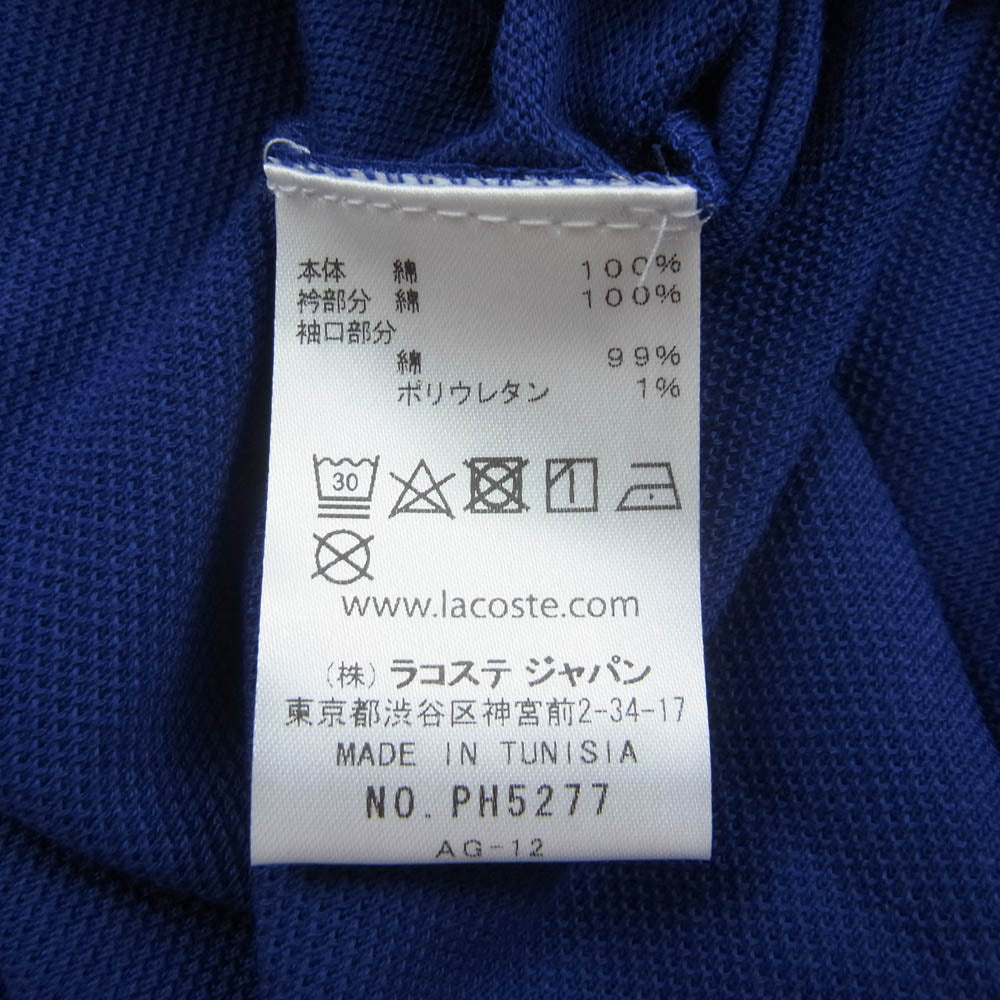 本体 綿 100%
衿部分 綿 100%
袖口部分
綿 99%
ポリウレタン 1%
30
www.lacoste.com
(株) ラコステ ジャパン
東京都渋谷区神宮前2-34-17
MADE IN TUNISIA
NO. PH5277
AG-12